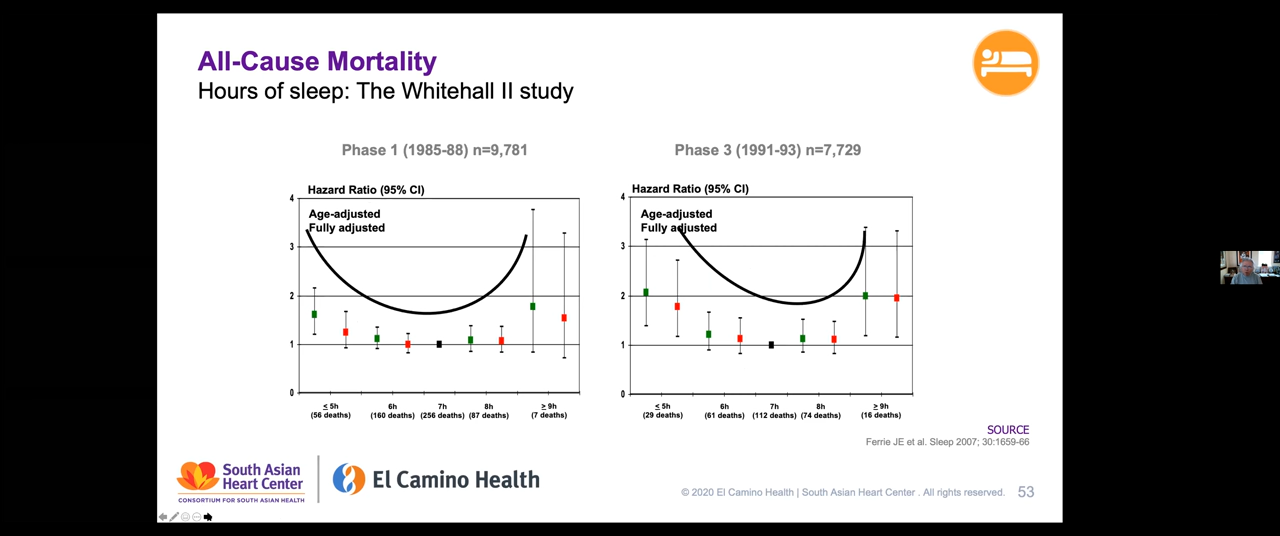 All-Cause Mortality
Hours of sleep: The Whitehall II study
Phase 1 (1985-88) n=9,781
Hazard Ratio (95% CI)
Age-adjusted
Fully adjusted
4
3
2
1
0
≤ 5h
(56 deaths)
6h
(160 deaths)
7h
(256 deaths)
8h
(87 deaths)
≥ 9h
(7 deaths)
Phase 3 (1991-93) n=7,729
Hazard Ratio (95% CI)
Age-adjusted
Fully adjusted
4
3
2
1
0
≤ 5h
(29 deaths)
6h
(61 deaths)
7h
(112 deaths)
8h
(74 deaths)
≥ 9h
(16 deaths)
SOURCE
Ferrie JE et al. Sleep 2007; 30:1659-66
South Asian
Heart Center
CONSORTIUM FOR SOUTH ASIAN HEALTH
El Camino Health
© 2020 El Camino Health | South Asian Heart Center . All rights reserved.
53